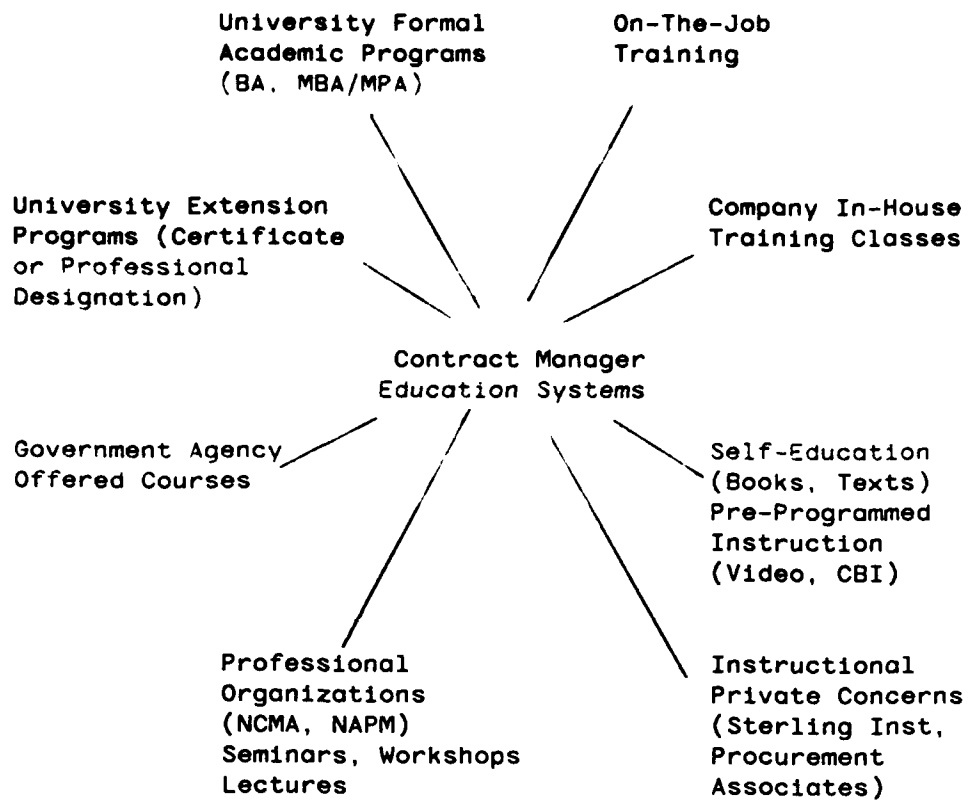 University Formal
Academic Programs
(BA, MBA/MPA)
On-The-Job
Training
University Extension
Programs (Certificate
or Professional
Designation)
Company In-House
Training Classes
Contract Manager
Education Systems
Government Agency
Offered Courses
Self-Education
(Books, Texts)
Pre-Programmed
Instruction
(Video, CBI)
Professional
Organizations
(NCMA, NAPM)
Seminars, Workshops
Lectures
Instructional
Private Concerns
(Sterling Inst,
Procurement
Associates)